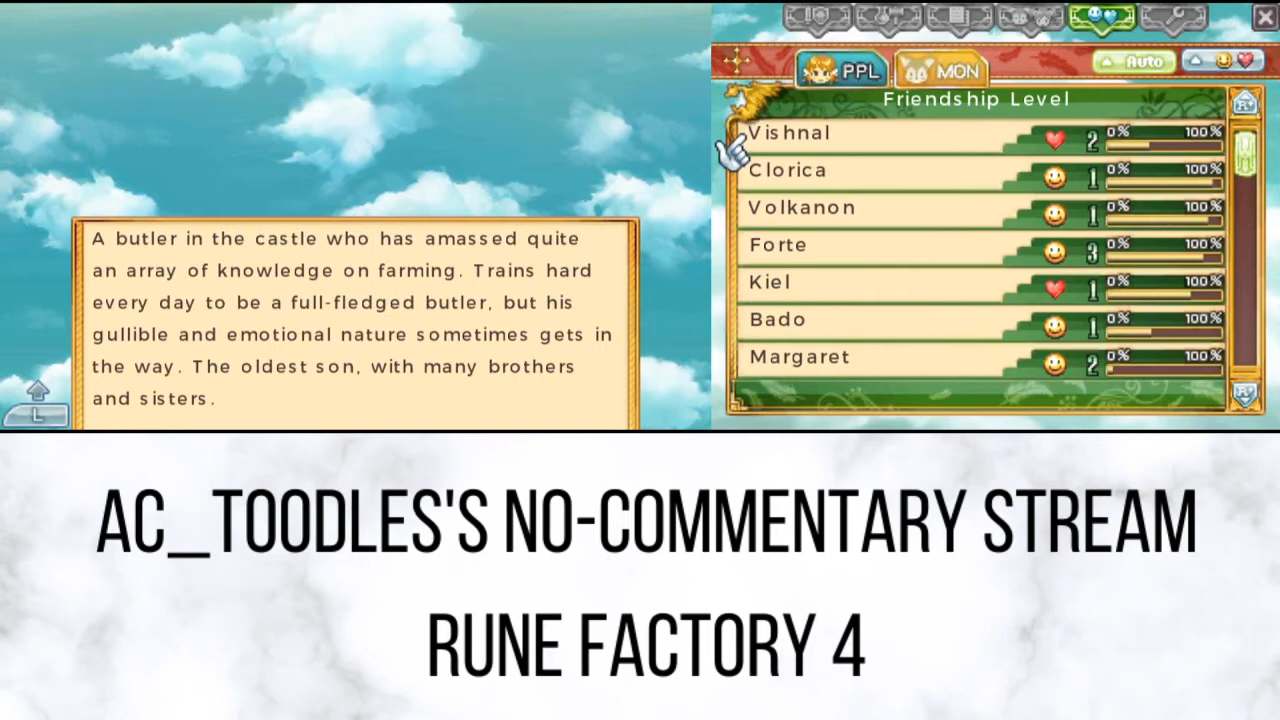 A butler in the castle who has amassed quite
an array of knowledge on farming. Trains hard
every day to be a full-fledged butler, but his
gullible and emotional nature sometimes gets in
the way. The oldest son, with many brothers
and sisters.
L
PPL
MON
Auto
Friendship Level
R+
Vishnal 2 0% 100%
Clorica 1 0% 100%
Volkanon 1 0% 100%
Forte 3 0% 100%
Kiel 1 0% 100%
Bado 1 0% 100%
Margaret 2 0% 100%
R+
AC_TOODLES'S NO-COMMENTARY STREAM
RUNE FACTORY 4